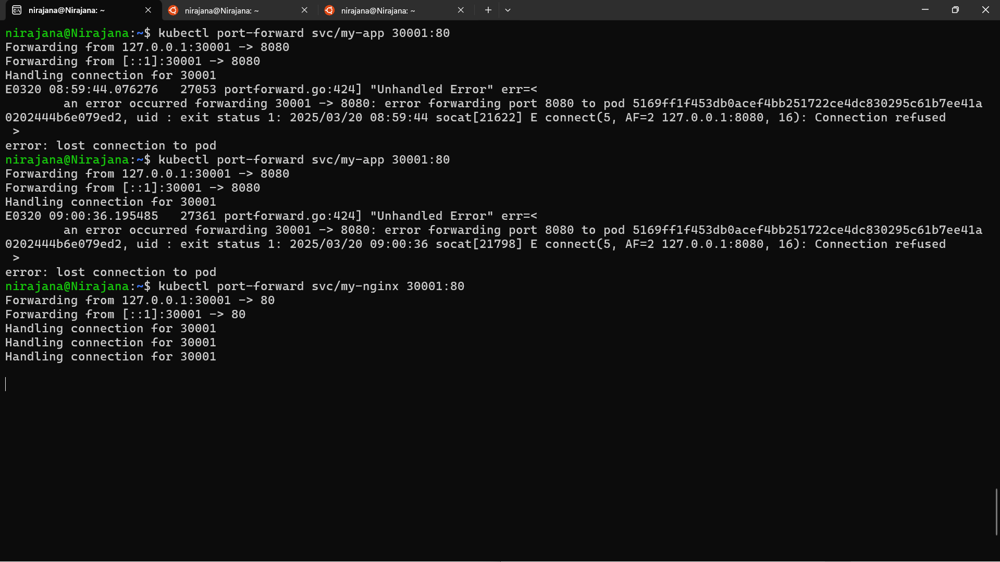 nirajana@Nirajana: ~
nirajana@Nirajana: ~
nirajana@Nirajana: ~
nirajana@Nirajana:~$ kubectl port-forward svc/my-app 30001:80
Forwarding from 127.0.0.1:30001 -> 8080
Forwarding from [::1]:30001 -> 8080
Handling connection for 30001
E0320 08:59:44.076276   27053 portforward.go:424] "Unhandled Error" err=<
        an error occurred forwarding 30001 -> 8080: error forwarding port 8080 to pod 5169ff1f453db0acef4bb251722ce4dc830295c61b7ee41a
0202444b6e079ed2, uid : exit status 1: 2025/03/20 08:59:44 socat[21622] E connect(5, AF=2 127.0.0.1:8080, 16): Connection refused
 >
error: lost connection to pod
nirajana@Nirajana:~$ kubectl port-forward svc/my-app 30001:80
Forwarding from 127.0.0.1:30001 -> 8080
Forwarding from [::1]:30001 -> 8080
Handling connection for 30001
E0320 09:00:36.195485   27361 portforward.go:424] "Unhandled Error" err=<
        an error occurred forwarding 30001 -> 8080: error forwarding port 8080 to pod 5169ff1f453db0acef4bb251722ce4dc830295c61b7ee41a
0202444b6e079ed2, uid : exit status 1: 2025/03/20 09:00:36 socat[21798] E connect(5, AF=2 127.0.0.1:8080, 16): Connection refused
 >
error: lost connection to pod
nirajana@Nirajana:~$ kubectl port-forward svc/my-nginx 30001:80
Forwarding from 127.0.0.1:30001 -> 80
Forwarding from [::1]:30001 -> 80
Handling connection for 30001
Handling connection for 30001
Handling connection for 30001